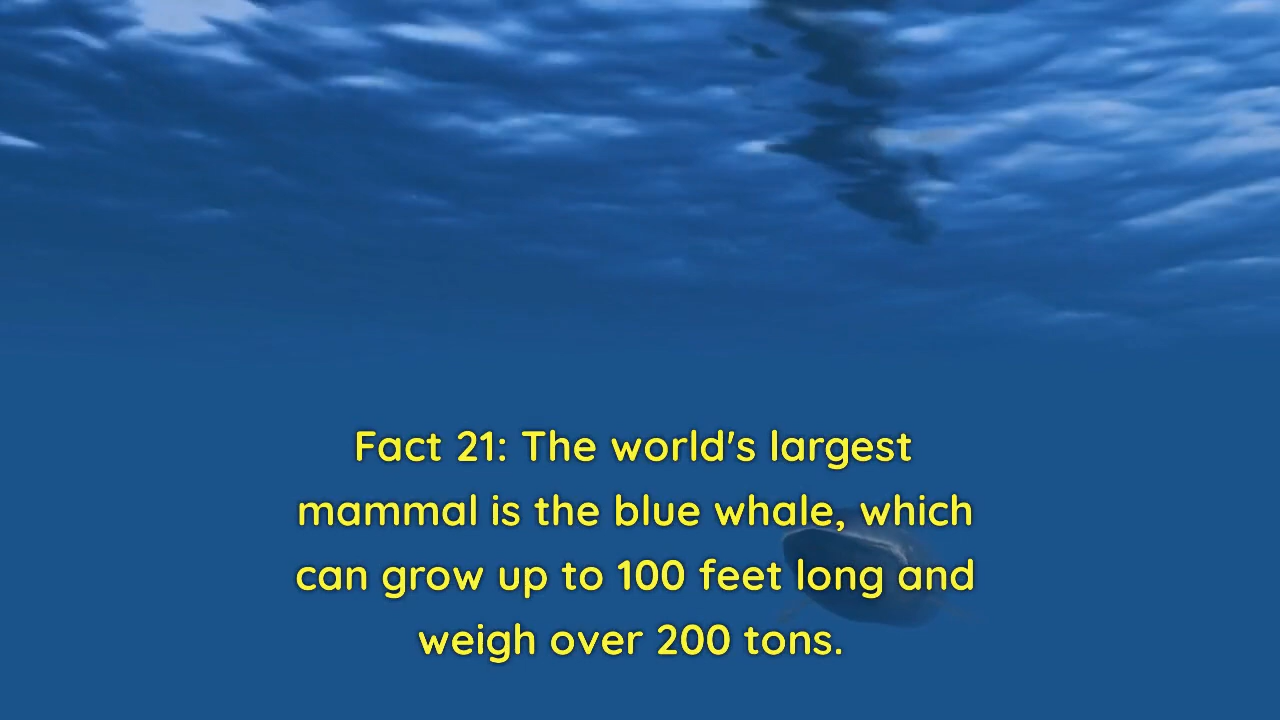 Fact 21: The world's largest
mammal is the blue whale, which
can grow up to 100 feet long and
weigh over 200 tons.